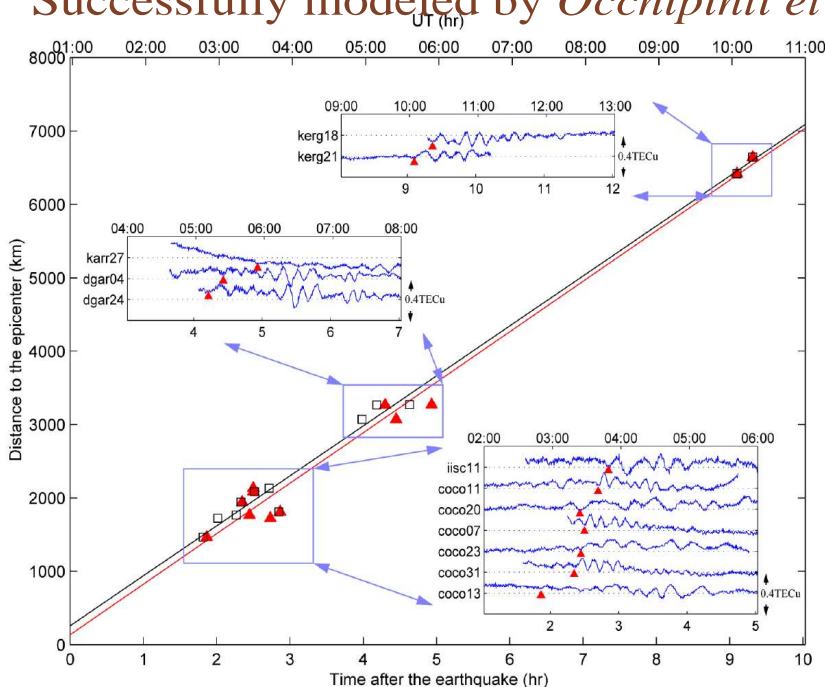 Successfully modeled by Occhipinti et
UT (hr)
01:00 02:00 03:00 04:00 05:00 06:00 07:00 08:00 09:00 10:00 11:00
8000
7000
6000
5000
4000
3000
2000
1000
0
Distance to the epicenter (km)
09:00 10:00 11:00 12:00 13:00
kerg18
kerg21
0.4TECu
9 10 11 12
04:00 05:00 06:00 07:00 08:00
karr27
dgar04
dgar24
0.4TECu
4 5 6 7
02:00 03:00 04:00 05:00 06:00
iisc11
coco11
coco20
coco07
coco23
coco31
coco13
0.4TECu
2 3 4 5
0 1 2 3 4 5 6 7 8 9 10
Time after the earthquake (hr)